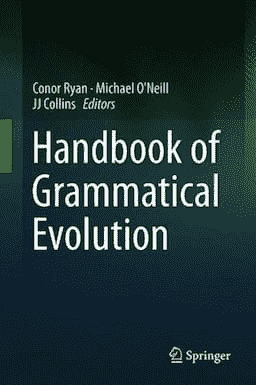 Conor Ryan · Michael O'Neill
JJ Collins Editors
Handbook of
Grammatical
Evolution
Springer